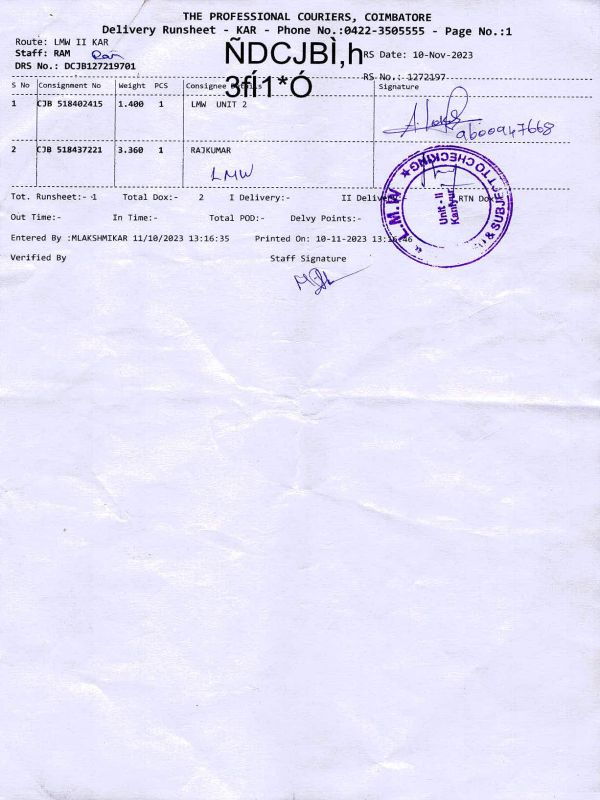 THE PROFESSIONAL COURIERS, COIMBATORE
Delivery Runsheet - KAR - Phone No.:0422-3505555 - Page No.:1
Route: LMW II KAR
Staff: RAM Ram
DRS No.: DCJB127219701
ÑDCJBÌ,h
3fÍ1*Ó
RS Date: 10-Nov-2023
RS No.: 1272197
S No Consignment No Weight PCS Consignee Signature
1 CJB 518402415 1.400 1 LMW UNIT 2
9600947668
2 CJB 518437221 3.360 1 RAJKUMAR
LMW
L.M.W ★ SUBJECT TO CHECKING & Unit - II Kaniyur
Tot. Runsheet:- 1 Total Dox:- 2 I Delivery:- II Deliver RTN Dox
Out Time:- In Time:- Total POD:- Delvy Points:-
Entered By :MLAKSHMIKAR 11/10/2023 13:16:35 Printed On: 10-11-2023 13:16:46
Verified By Staff Signature